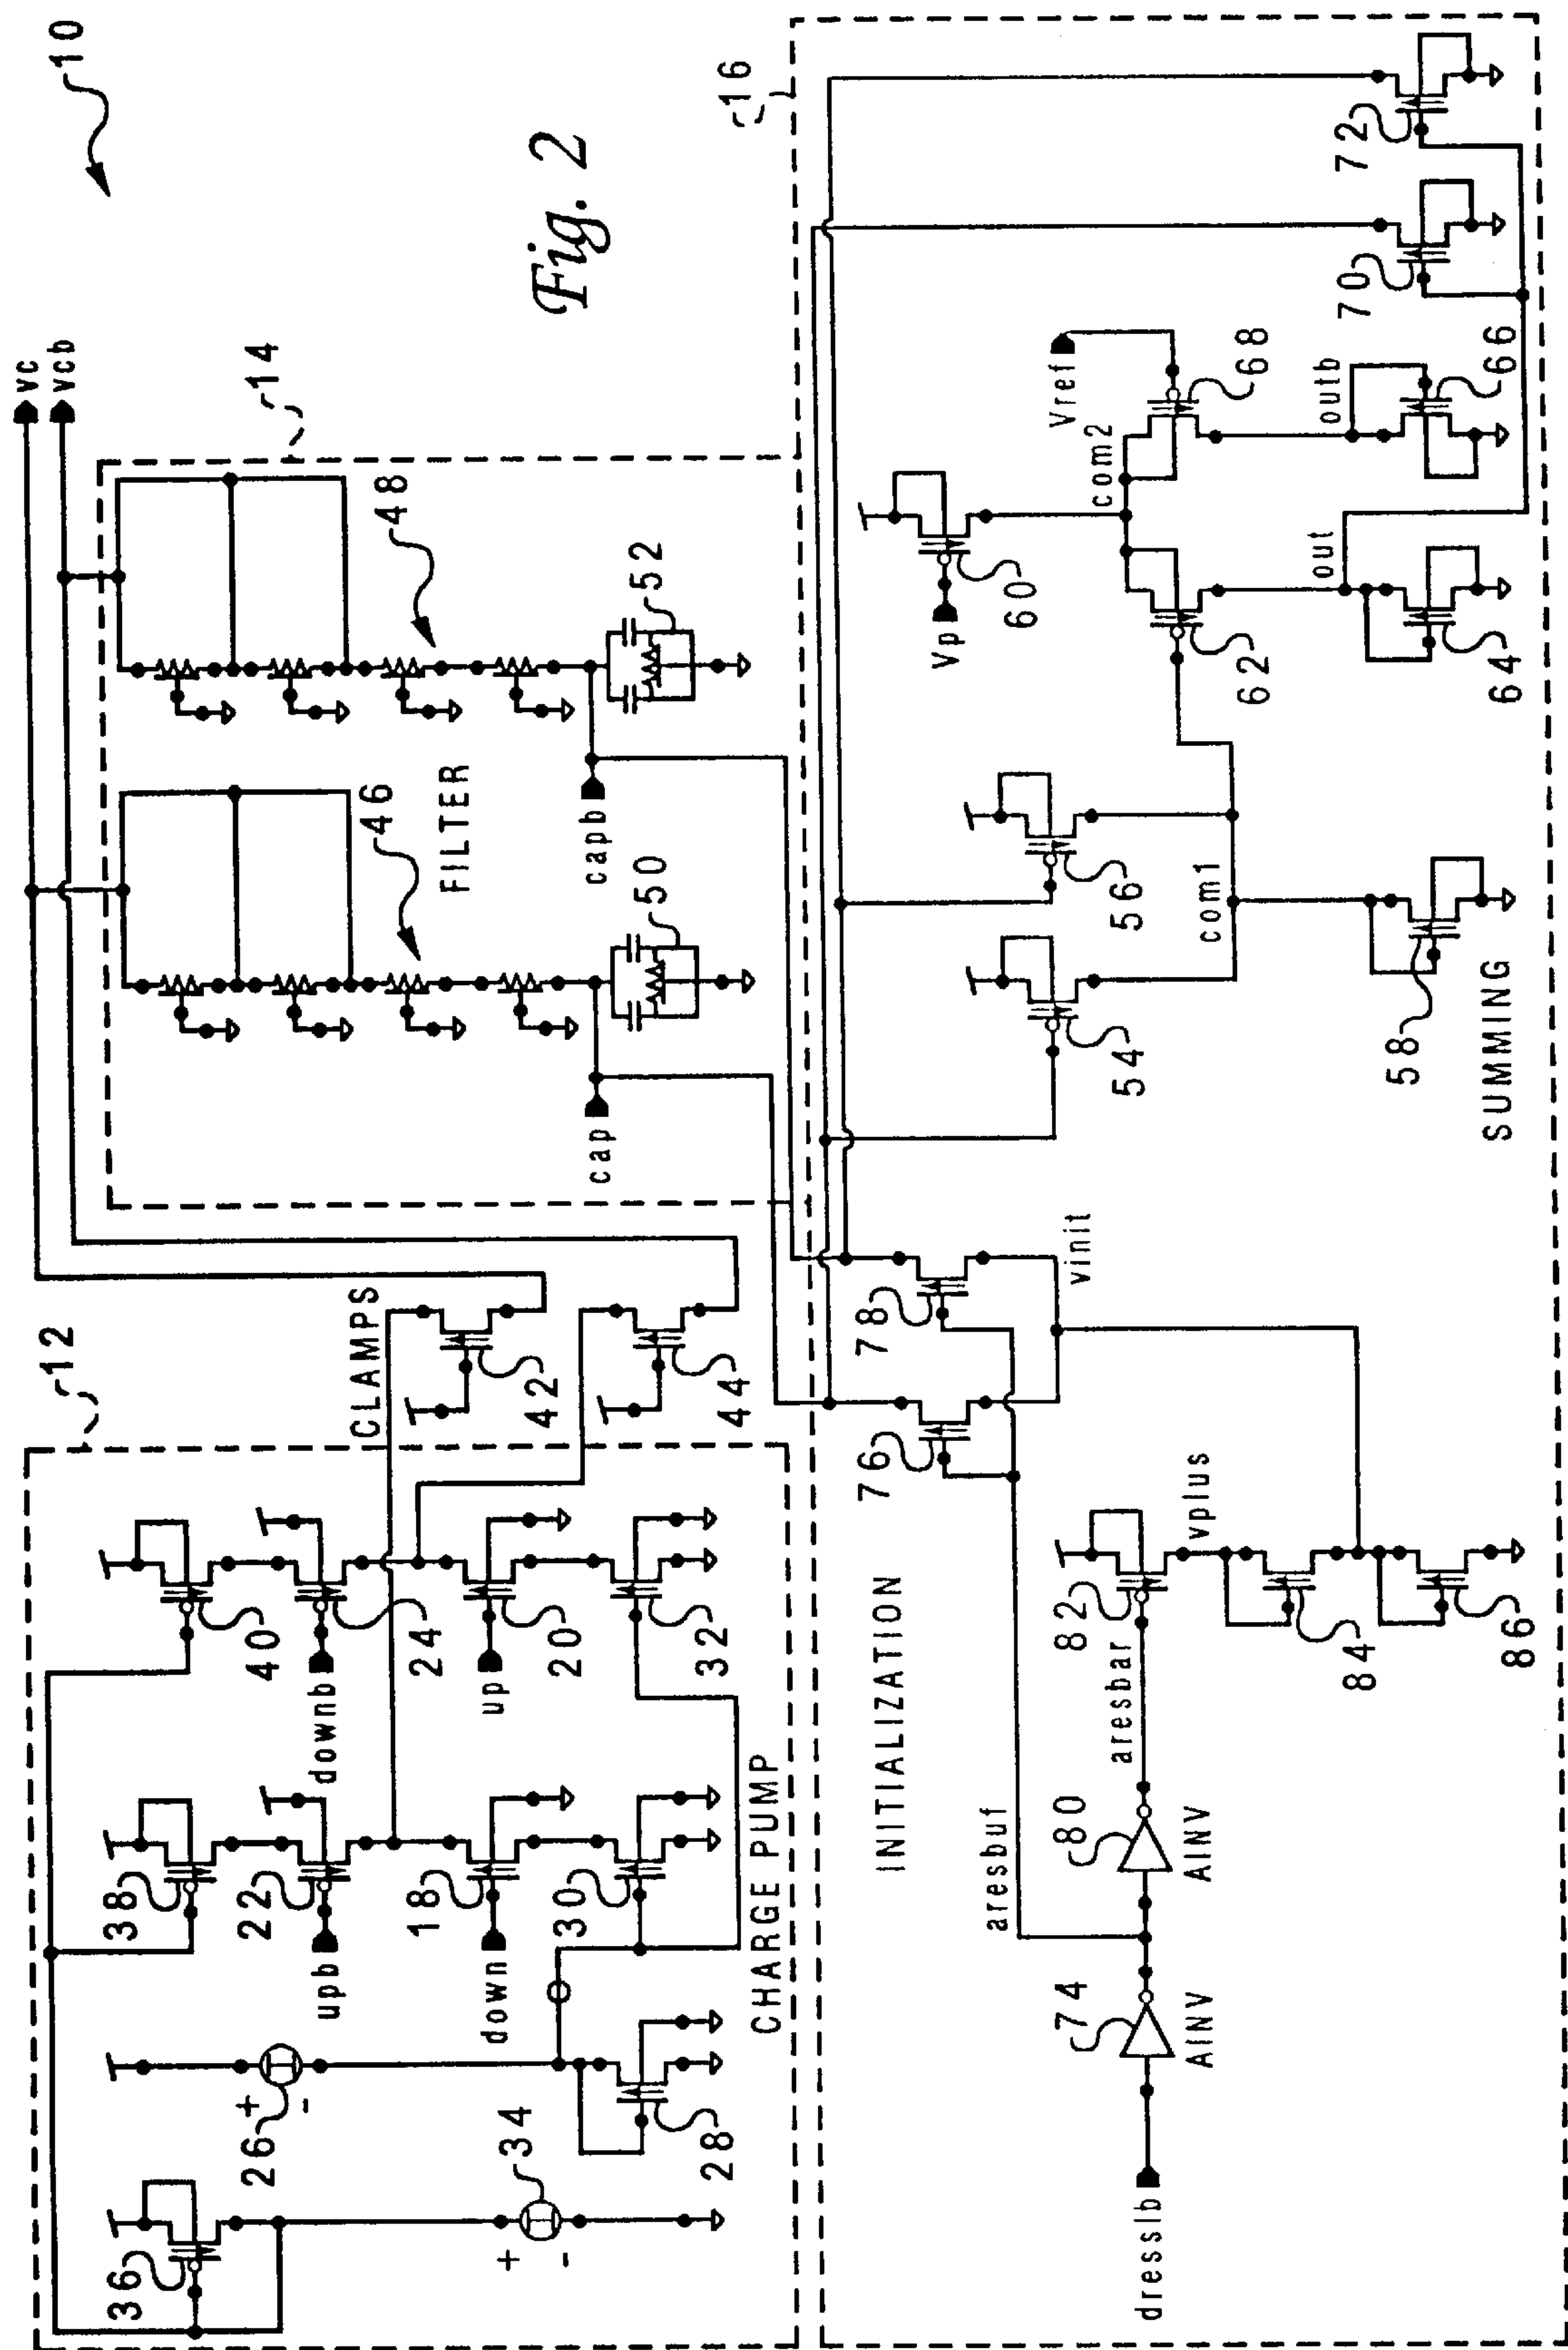 10
Fig. 2
vc
vcb
12
14
16
CLAMPS
42
44
36
38
40
22
24
upb
downb
26
+
-
34
+
-
18
20
down
up
28
30
32
CHARGE PUMP
46
48
FILTER
50
52
cap
capb
76
78
vinit
INITIALIZATION
aresbuf
aresbar
vplus
dresslb
74
AINV
80
AINV
82
84
86
54
56
58
com1
Vp
60
com2
Vref
62
68
out
outb
64
66
70
72
SUMMING